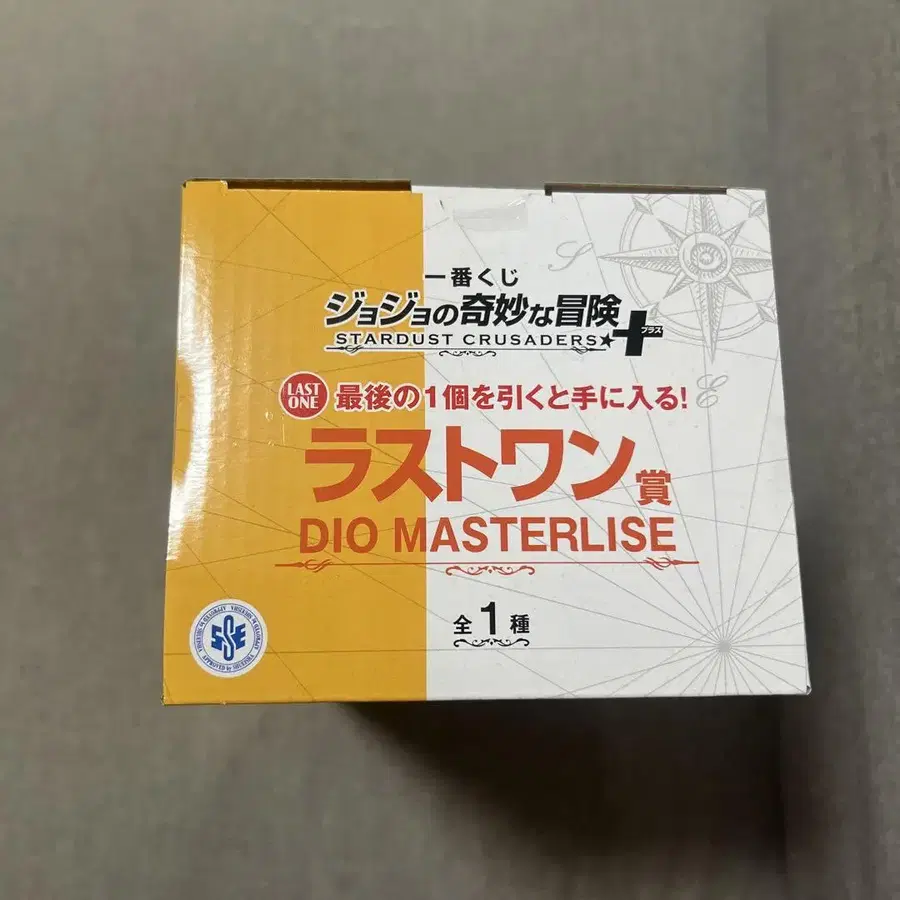 一番くじ
ジョジョの奇妙な冒険
STARDUST CRUSADERS★
プラス
LAST ONE
最後の1個を引くと手に入る!
ラストワン賞
DIO MASTERLISE
全1種
S
E